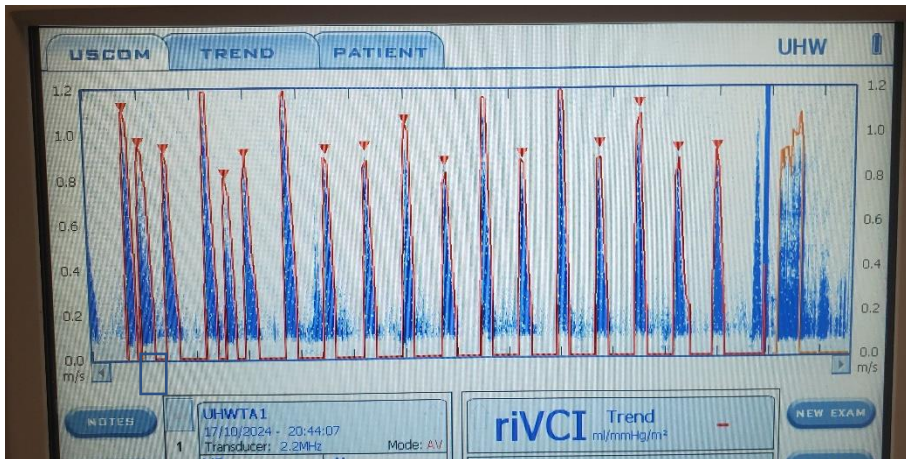 USCOM TREND PATIENT UHW
1.2 1.2
1.0 1.0
0.8 0.8
0.6 0.6
0.4 0.4
0.2 0.2
0.0 0.0
m/s m/s
NOTES
UHWTA1
17/10/2024 - 20:44:07
1 Transducer: 2.2MHz Mode: AV
riVCI Trend -
ml/mmHg/m²
NEW EXAM